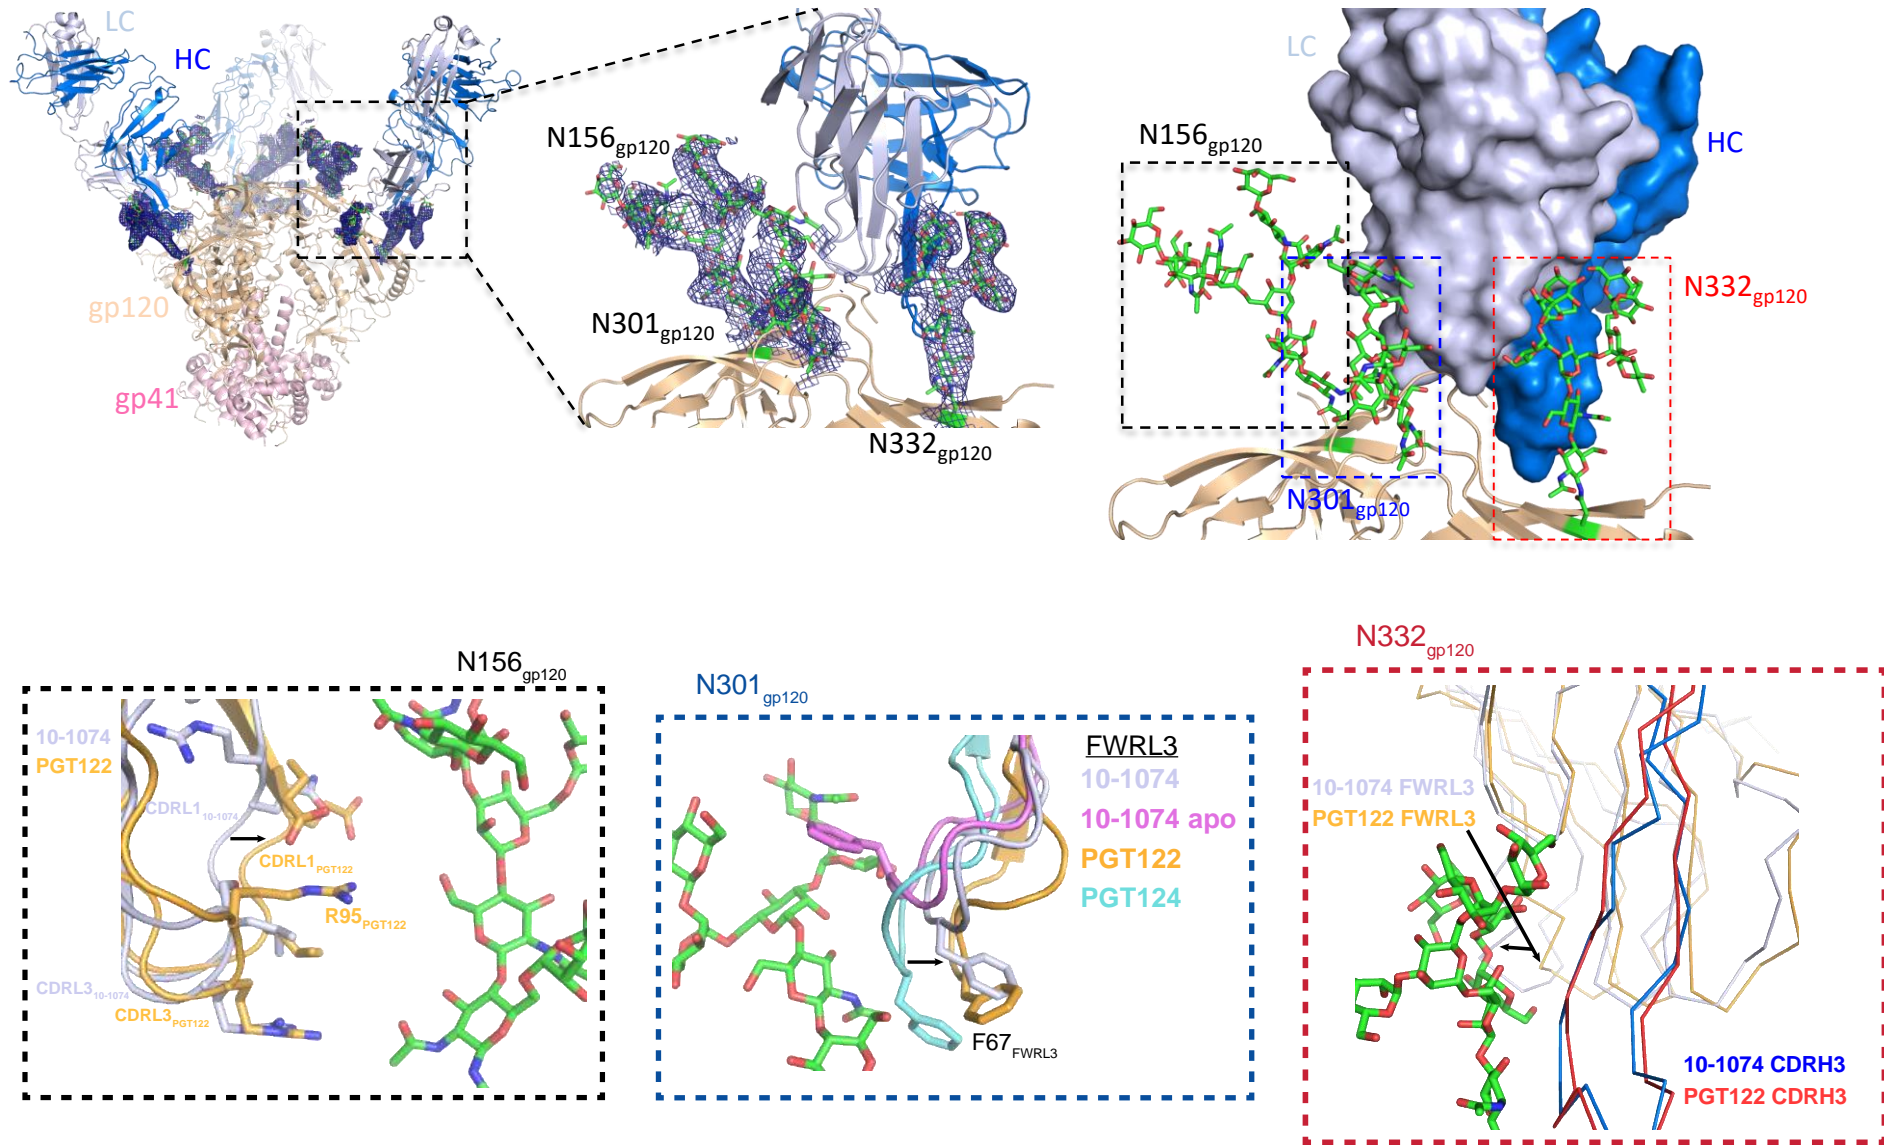 LC
HC
gp120
gp41
N156gp120
N301gp120
N332gp120
LC
HC
N156gp120
N301gp120
N332gp120
N156gp120
10-1074
PGT122
CDRL110-1074
CDRL1PGT122
R95PGT122
CDRL310-1074
CDRL3PGT122
N301gp120
FWRL3
10-1074
10-1074 apo
PGT122
PGT124
F67FWRL3
N332gp120
10-1074 FWRL3
PGT122 FWRL3
10-1074 CDRH3
PGT122 CDRH3